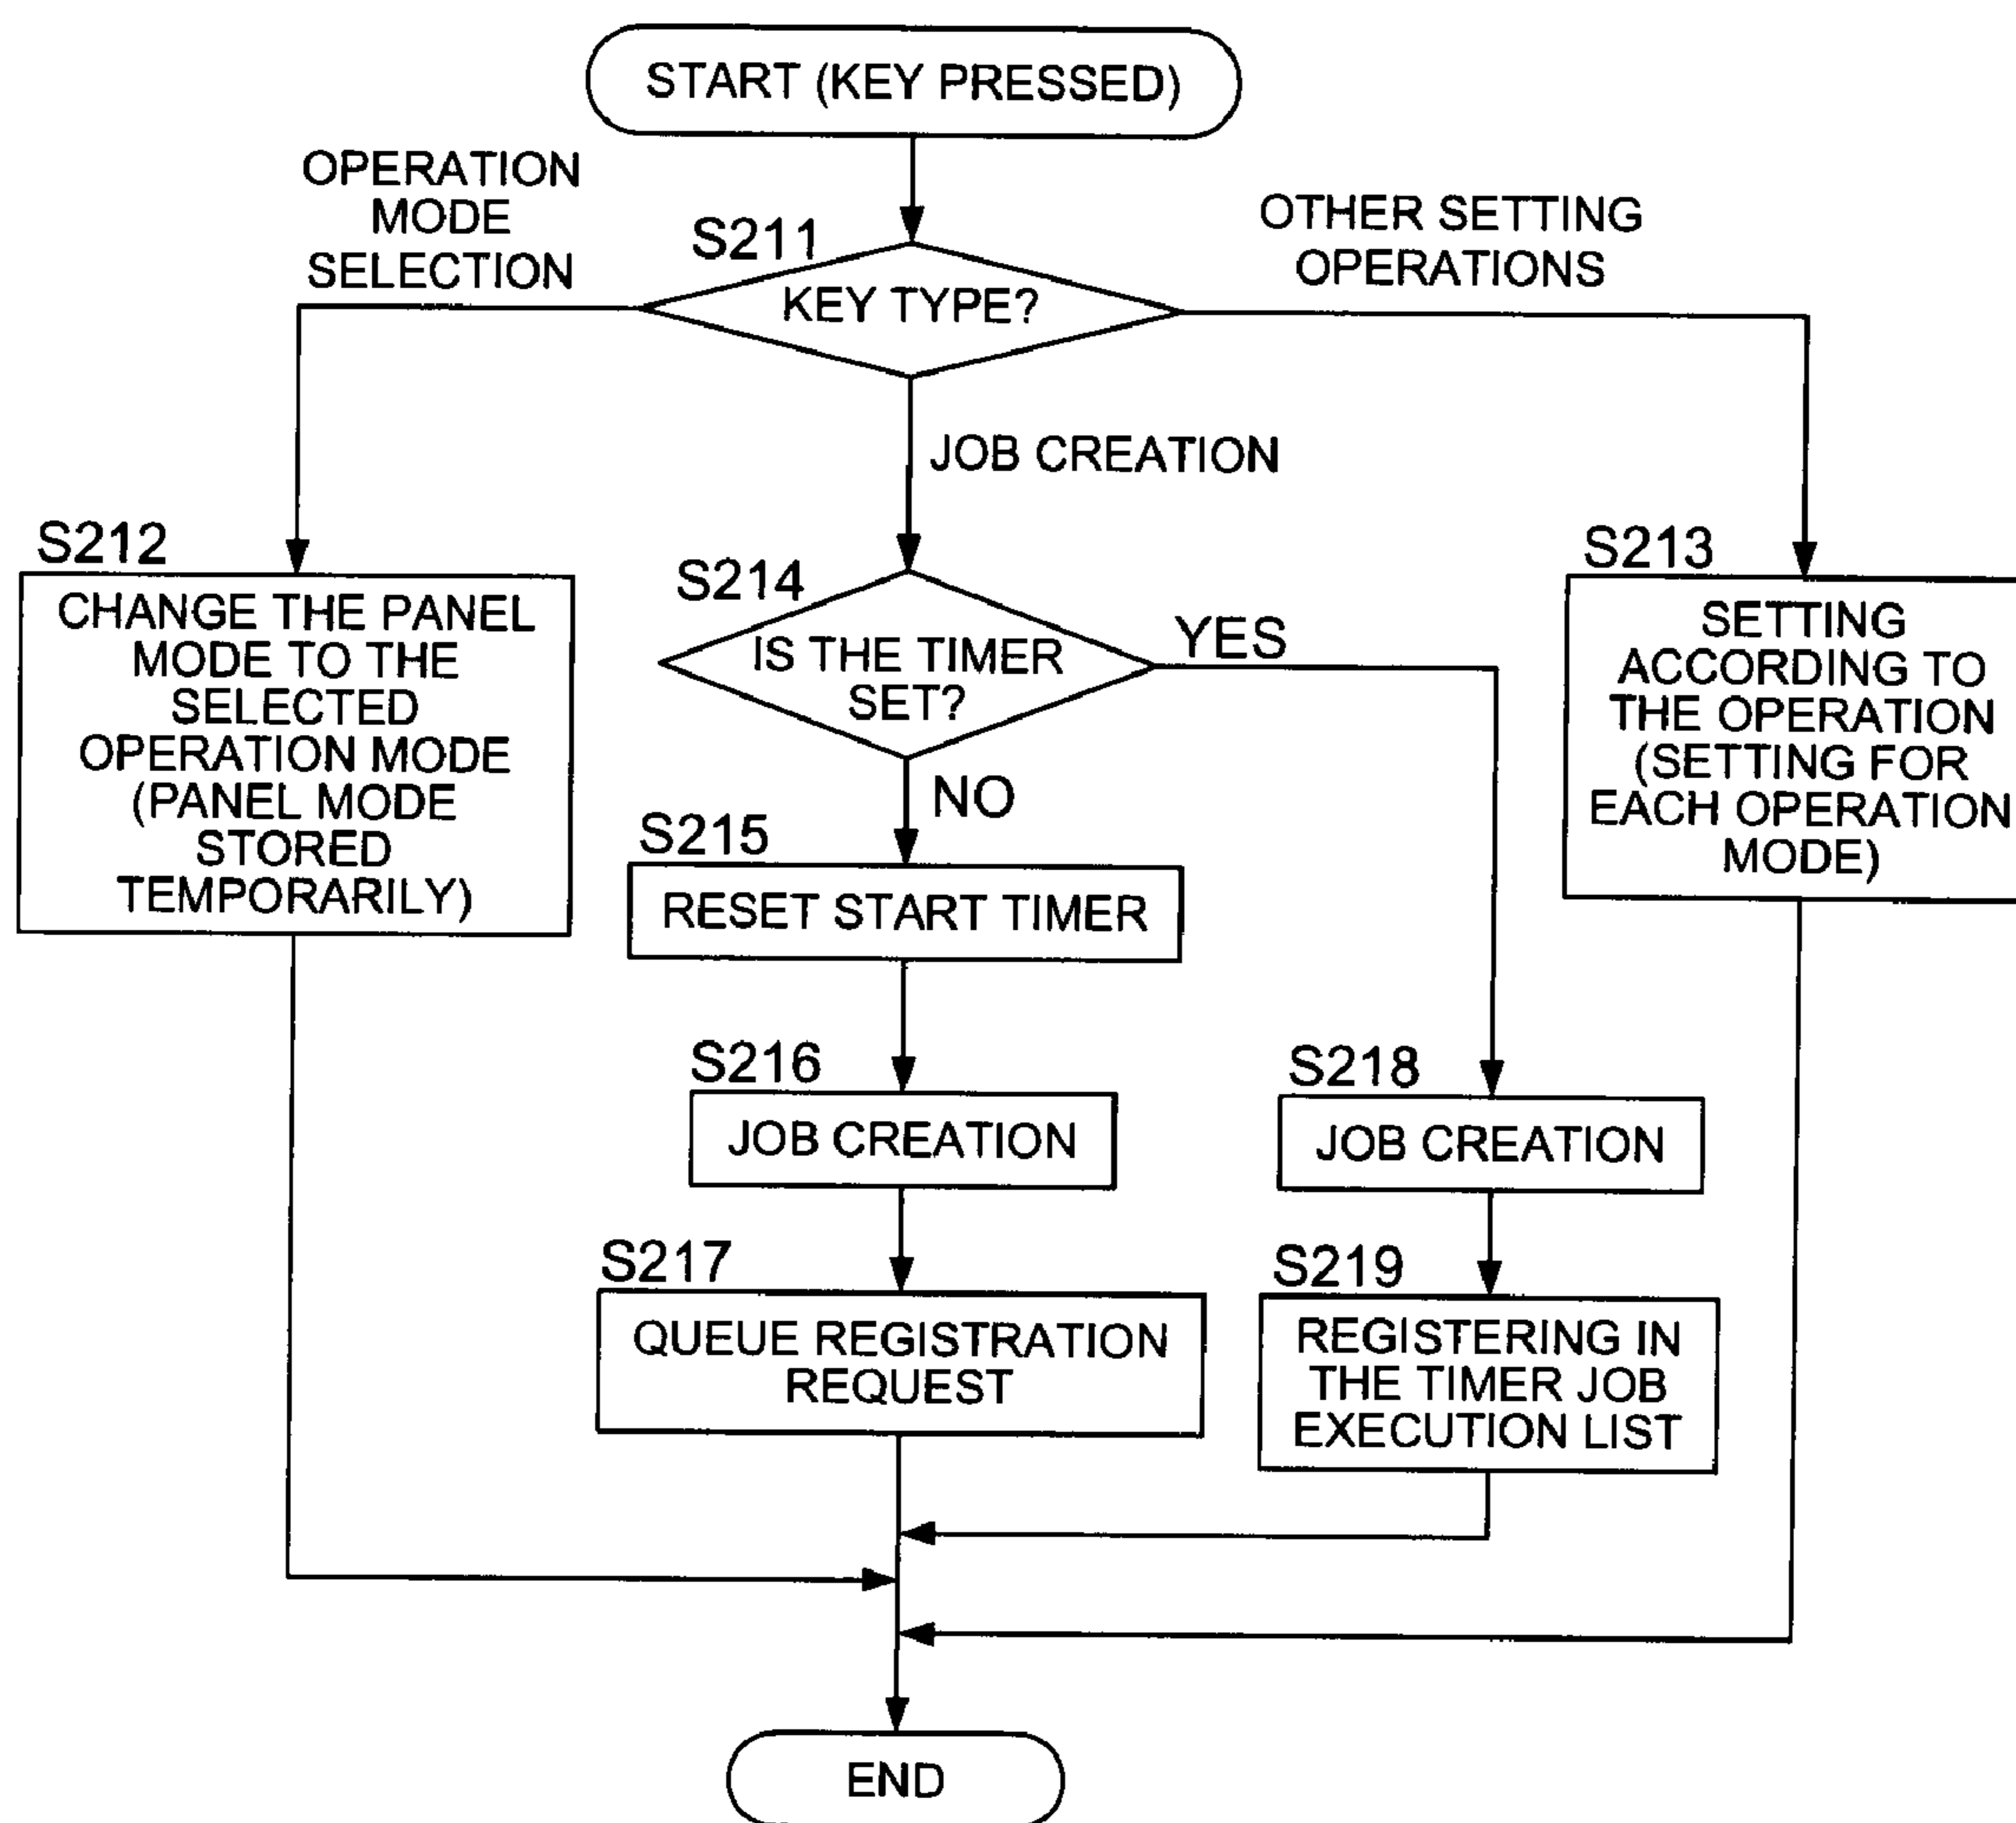 START (KEY PRESSED)
OPERATION
MODE
SELECTION
S211
KEY TYPE?
OTHER SETTING
OPERATIONS
JOB CREATION
S212
CHANGE THE PANEL
MODE TO THE
SELECTED
OPERATION MODE
(PANEL MODE
STORED
TEMPORARILY)
S214
IS THE TIMER
SET?
YES
NO
S213
SETTING
ACCORDING TO
THE OPERATION
(SETTING FOR
EACH OPERATION
MODE)
S215
RESET START TIMER
S216
JOB CREATION
S218
JOB CREATION
S217
QUEUE REGISTRATION
REQUEST
S219
REGISTERING IN
THE TIMER JOB
EXECUTION LIST
END